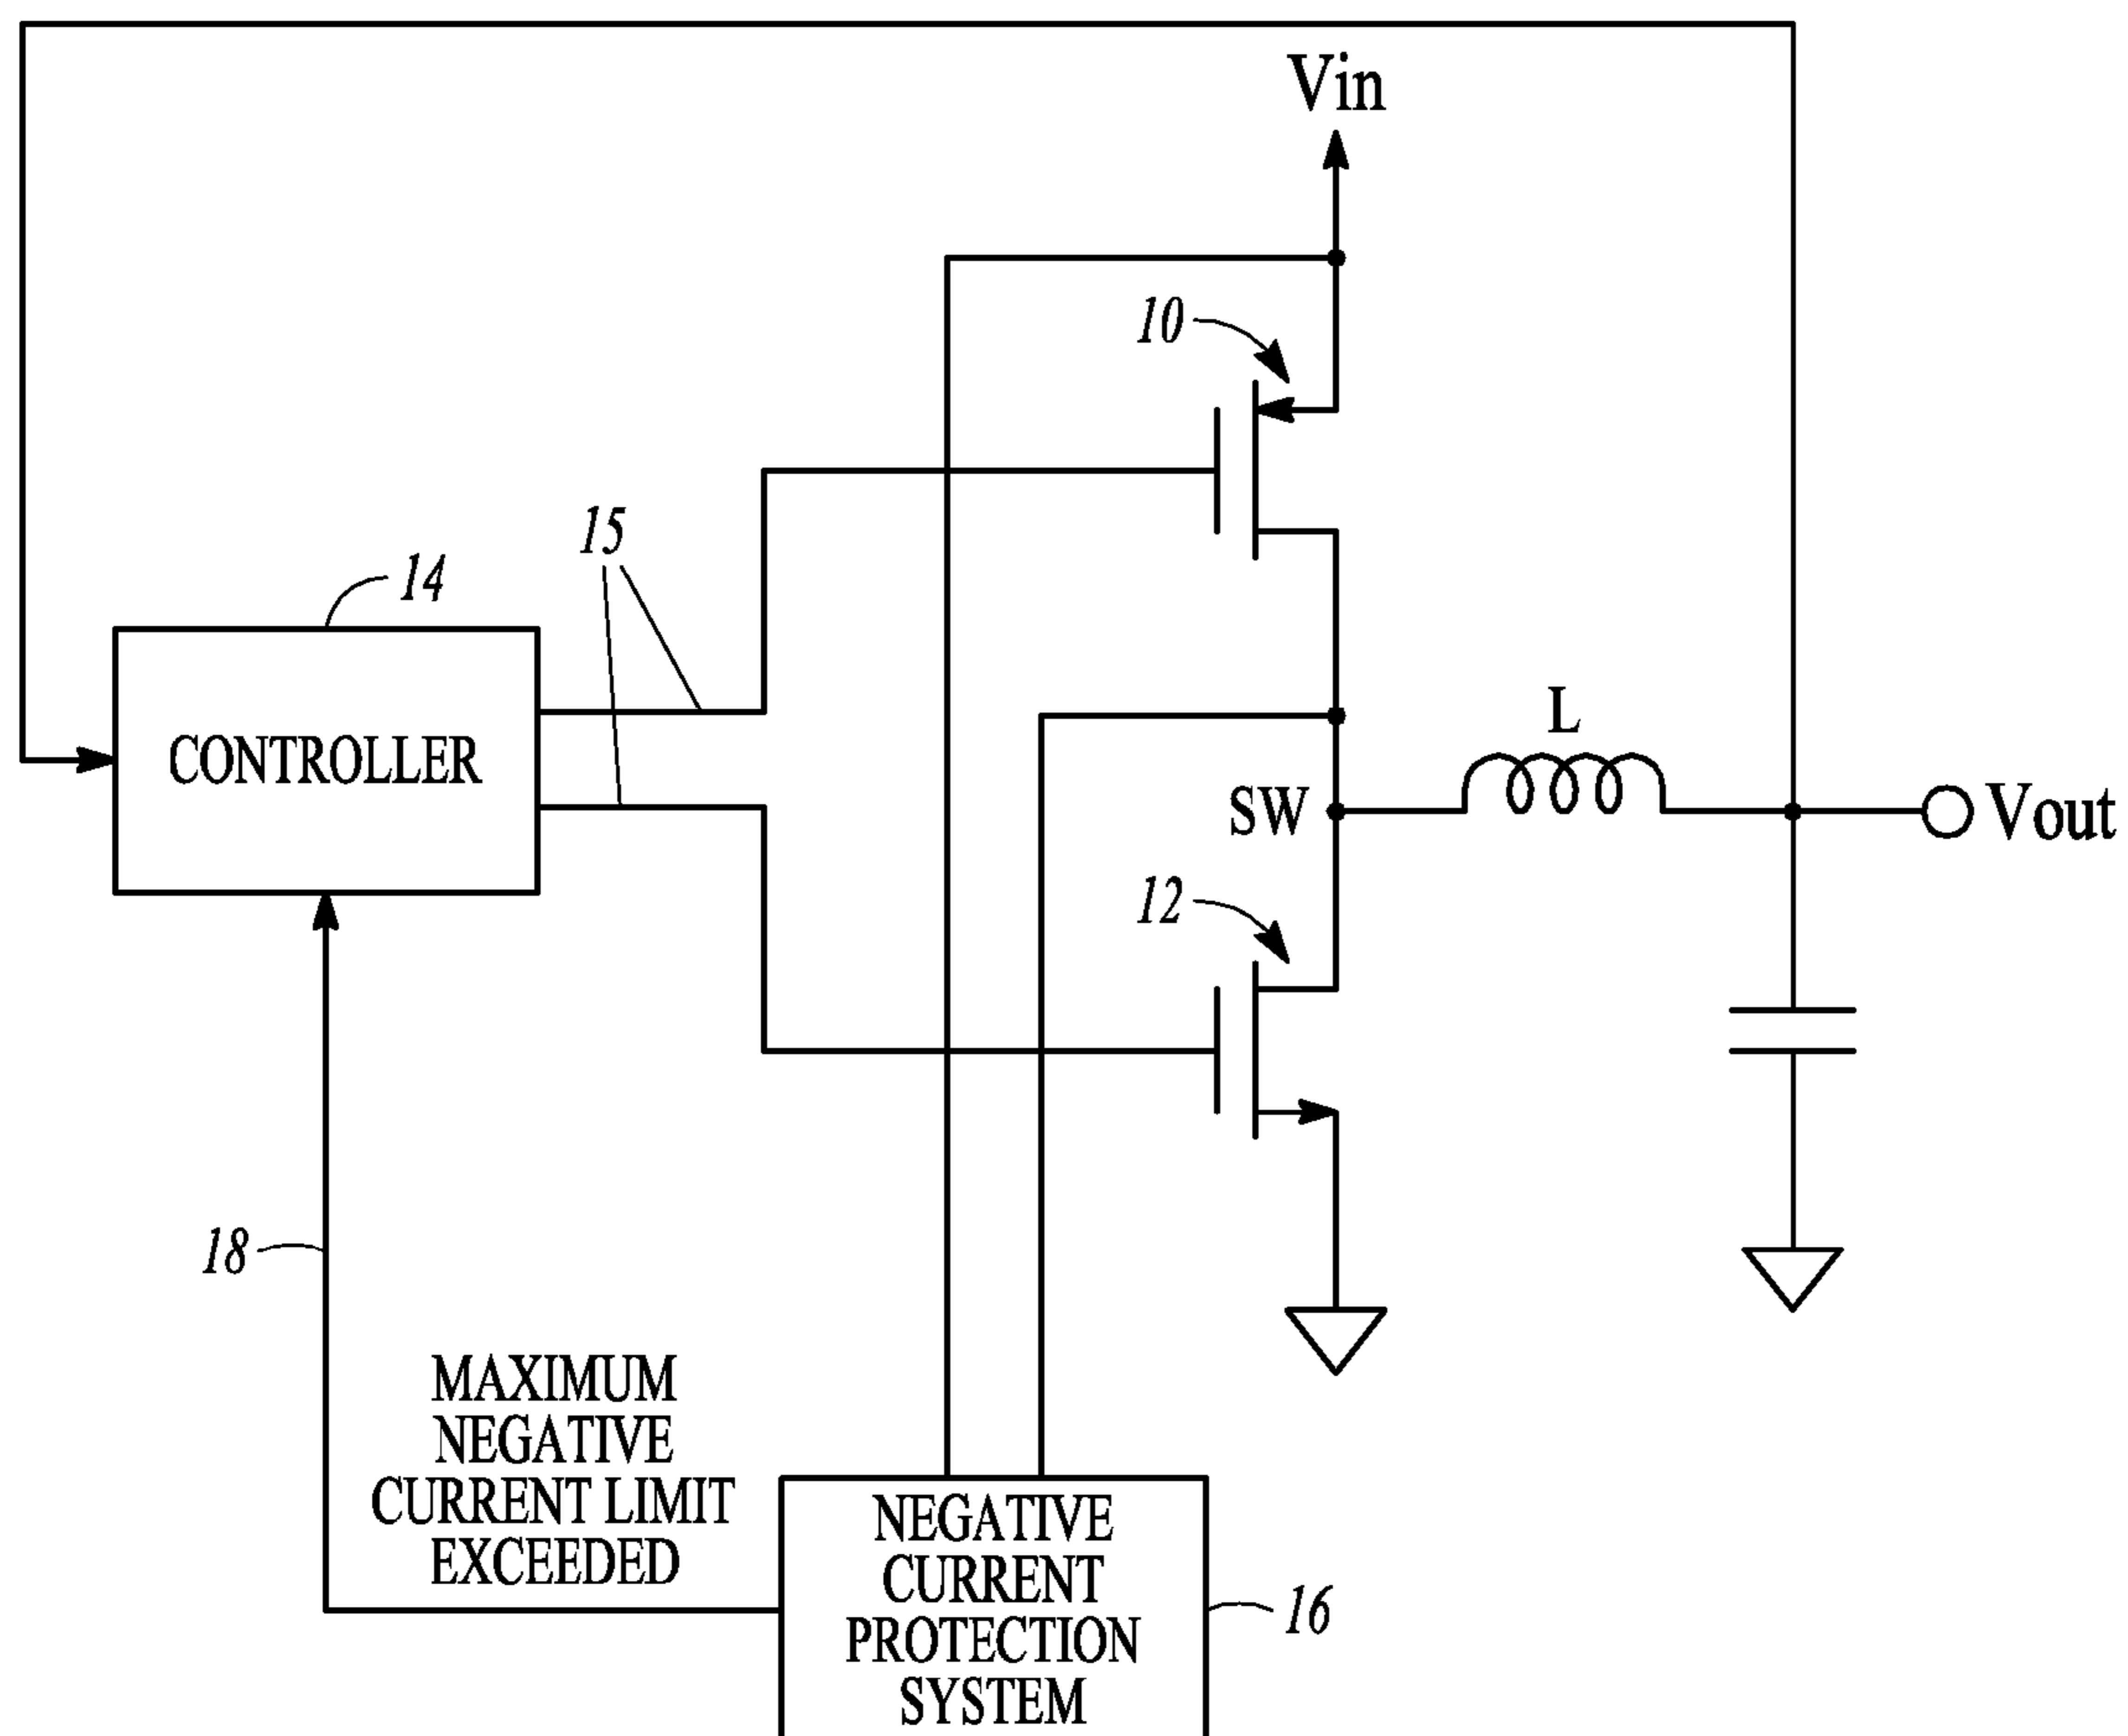 Vin
10
15
14
CONTROLLER
L
SW
Vout
12
18
MAXIMUM
NEGATIVE
CURRENT LIMIT
EXCEEDED
NEGATIVE
CURRENT
PROTECTION
SYSTEM
16